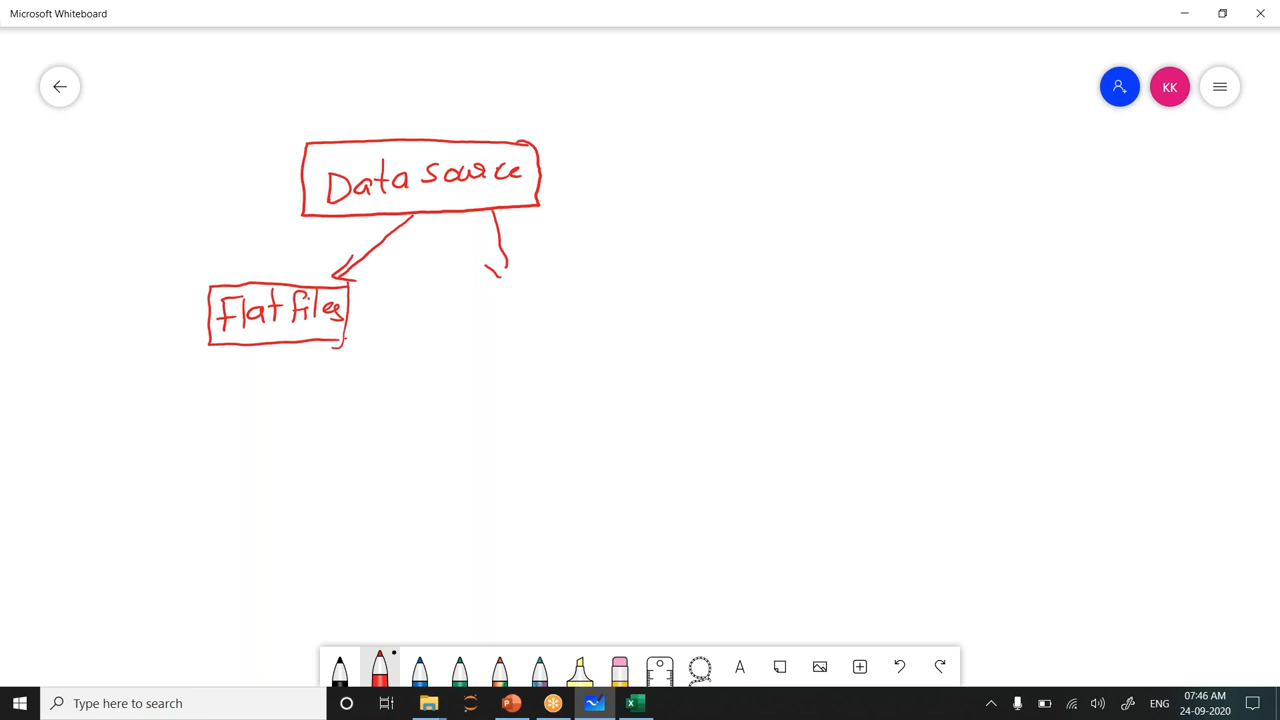 Microsoft Whiteboard
KK
Data source
Flat files
A
Type here to search
ENG
07:46 AM
24-09-2020